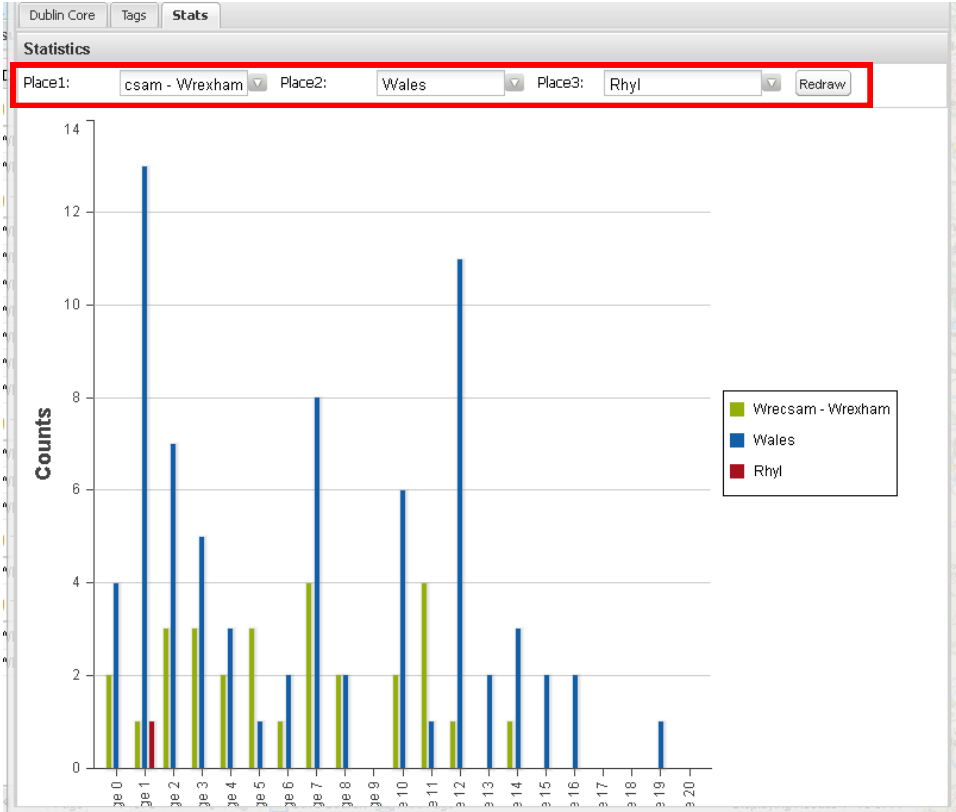 Dublin Core Tags Stats
Statistics
Place1: csam - Wrexham Place2: Wales Place3: Rhyl Redraw
14
12
10
8
6
4
2
0
Counts
Wrecsam - Wrexham
Wales
Rhyl
ge 0 ge 1 ge 2 ge 3 ge 4 ge 5 ge 6 ge 7 ge 8 ge 9 e 10 e 11 e 12 e 13 e 14 e 15 e 16 e 17 e 18 e 19 e 20